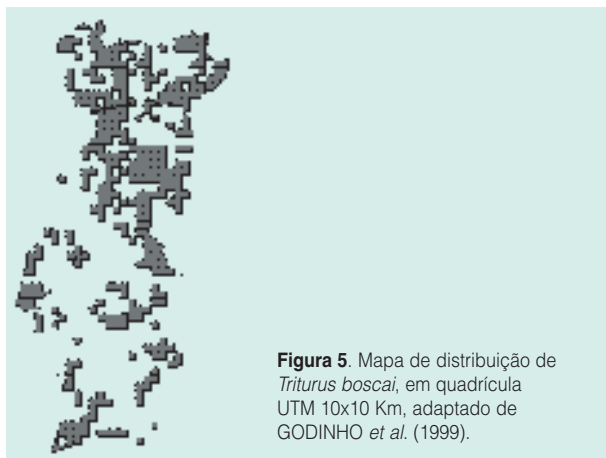 Figura 5. Mapa de distribuição de
Triturus boscai, em quadrícula
UTM 10x10 Km, adaptado de
GODINHO et al. (1999).